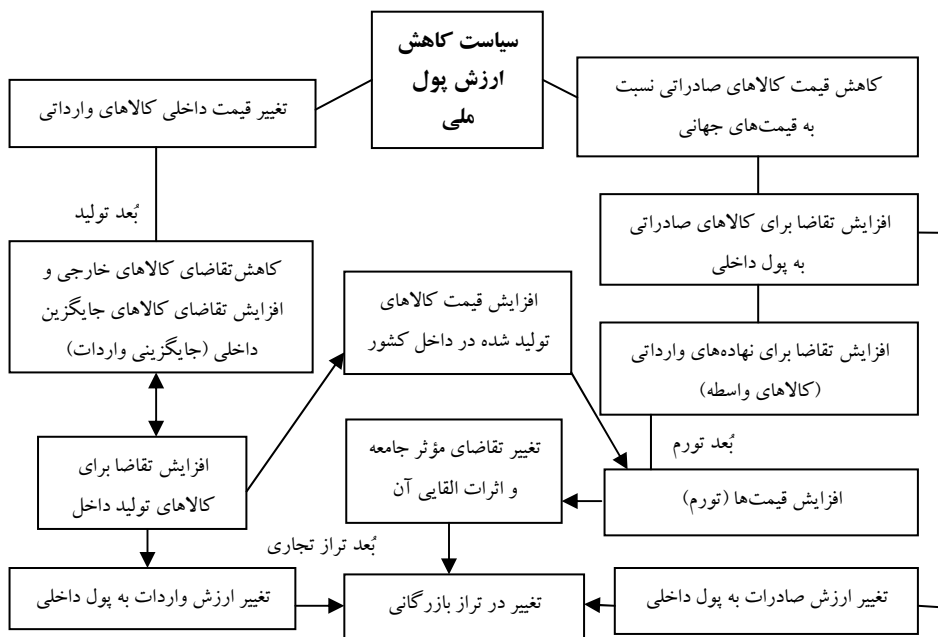 سیاست کاهش
ارزش پول
ملی
کاهش قیمت کالاهای صادراتی نسبت
به قیمت‌های جهانی
تغییر قیمت داخلی کالاهای وارداتی
افزایش تقاضا برای کالاهای صادراتی
به پول داخلی
بُعد تولید
کاهش‌تقاضای کالاهای خارجی و
افزایش تقاضای کالاهای جایگزین
داخلی (جایگزینی واردات)
افزایش قیمت کالاهای
تولید شده در داخل کشور
افزایش تقاضا برای نهاده‌های وارداتی
(کالاهای واسطه)
بُعد تورم
تغییر تقاضای مؤثر جامعه
و اثرات القایی آن
افزایش تقاضا برای
کالاهای تولید داخل
افزایش قیمت‌ها (تورم)
بُعد تراز تجاری
تغییر ارزش صادرات به پول داخلی
تغییر در تراز بازرگانی
تغییر ارزش واردات به پول داخلی